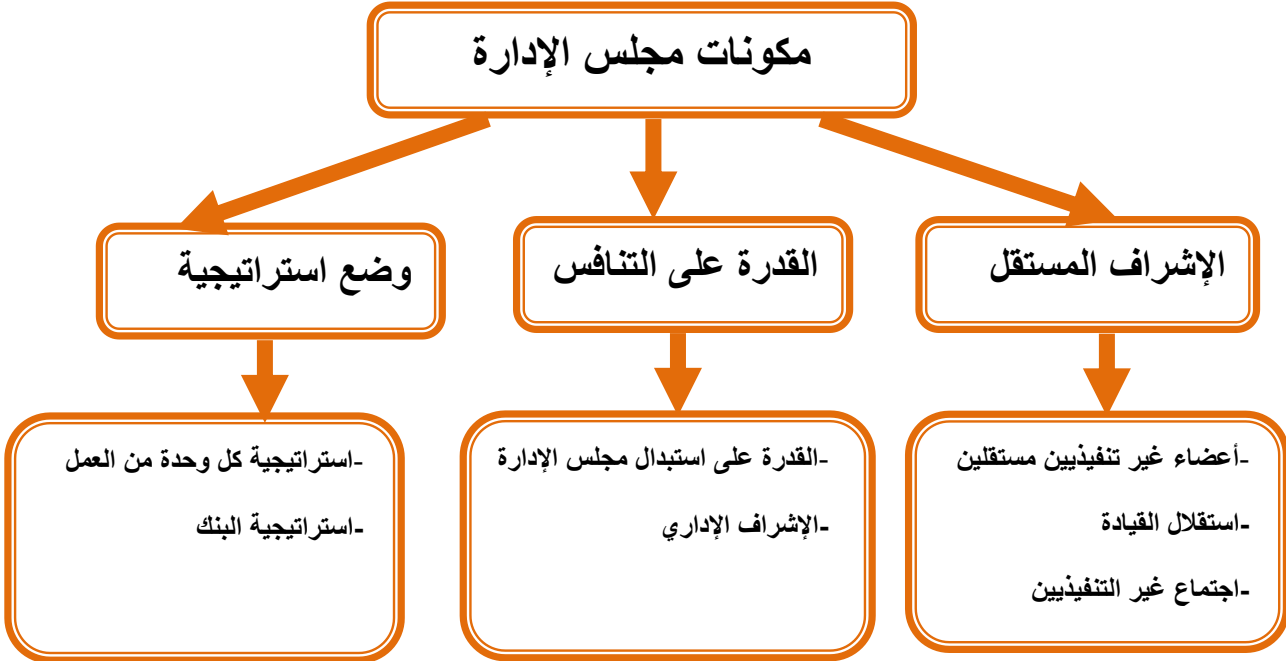 مكونات مجلس الإدارة
الإشراف المستقل
القدرة على التنافس
وضع استراتيجية
-أعضاء غير تنفيذيين مستقلين
-استقلال القيادة
-اجتماع غير التنفيذيين
-القدرة على استبدال مجلس الإدارة
-الإشراف الإداري
-استراتيجية كل وحدة من العمل
-استراتيجية البنك